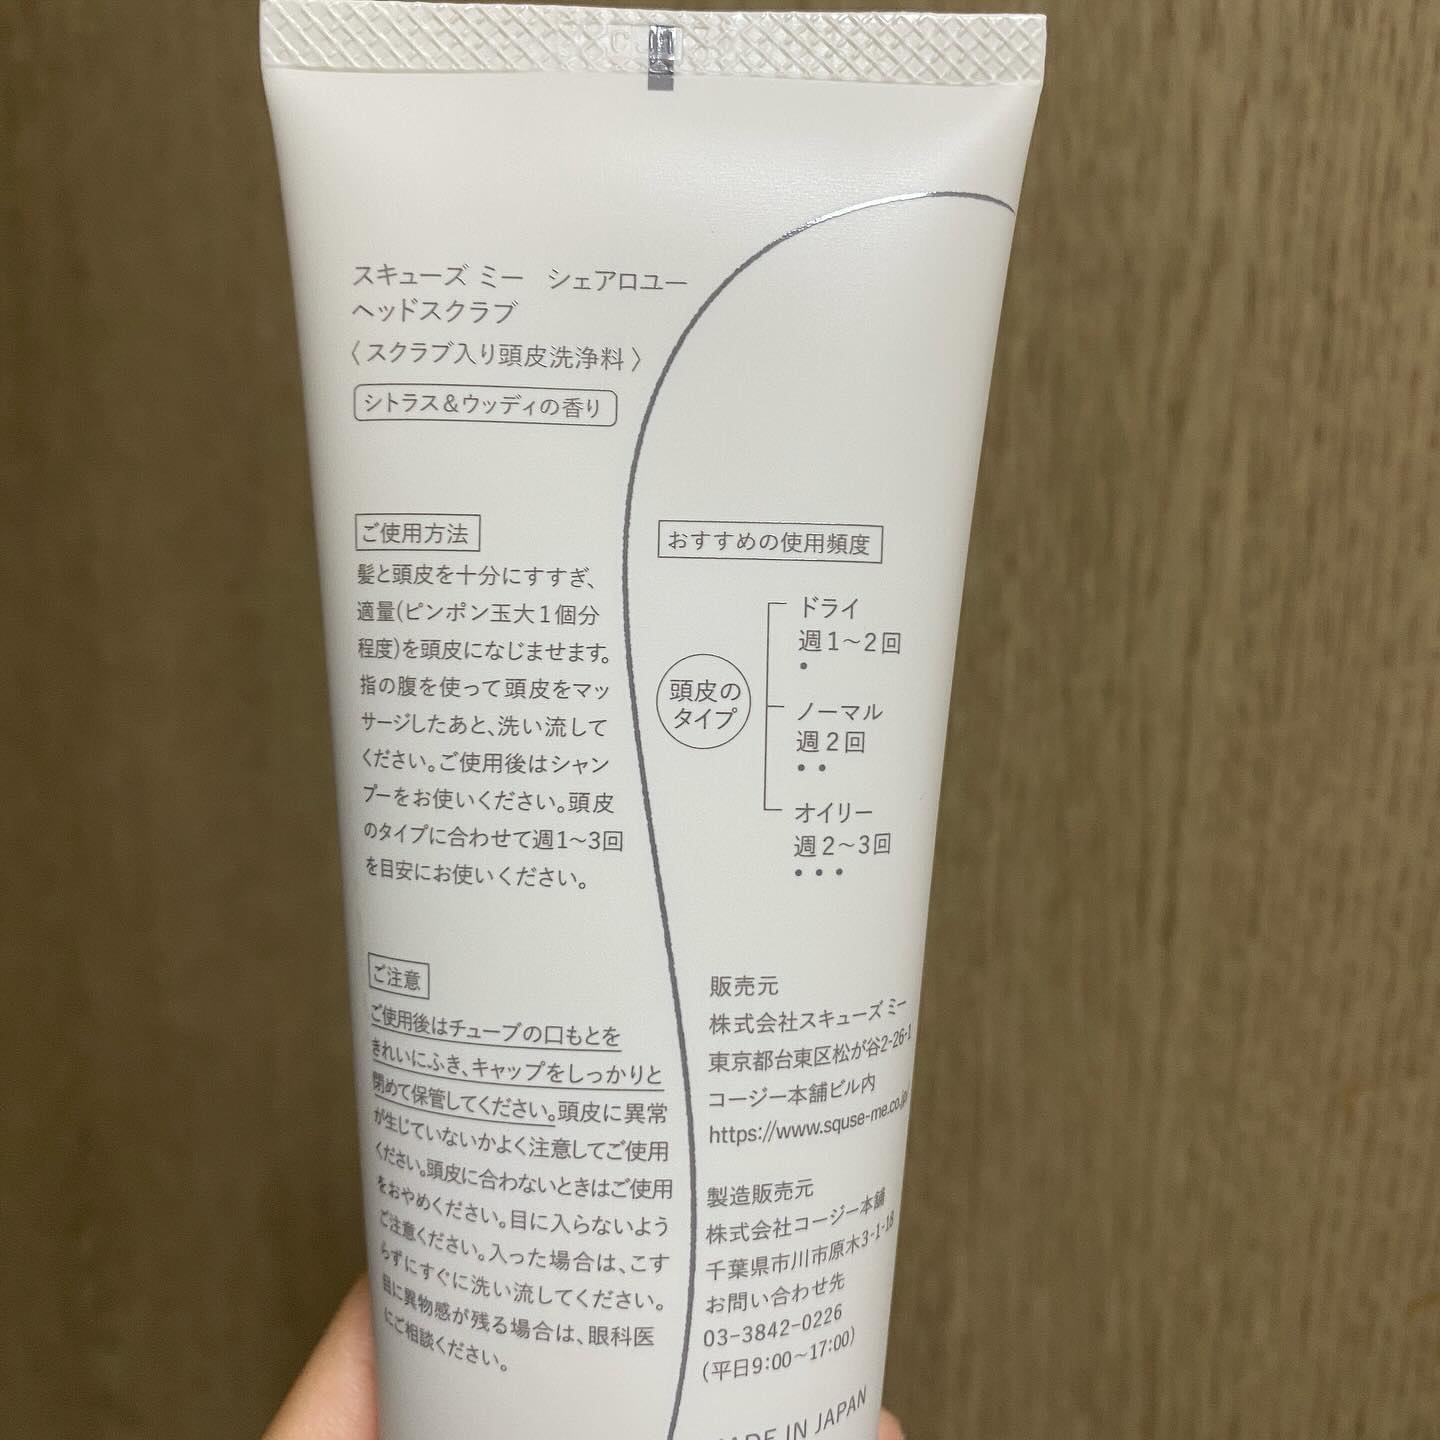 スキューズ ミー シェアロユー
ヘッドスクラブ
〈スクラブ入り頭皮洗浄料〉
シトラス&ウッディの香り
ご使用方法
髪と頭皮を十分にすすぎ、
適量(ピンポン玉大1個分
程度)を頭皮になじませます。
指の腹を使って頭皮をマッ
サージしたあと、洗い流して
ください。ご使用後はシャン
プーをお使いください。頭皮
のタイプに合わせて週1～3回
を目安にお使いください。
おすすめの使用頻度
頭皮の
タイプ
ドライ
週1～2回
ノーマル
週2回
オイリー
週2～3回
ご注意
ご使用後はチューブの口もとを
きれいにふき、キャップをしっかりと
閉めて保管してください。頭皮に異常
が生じていないかよく注意してご使用
ください。頭皮に合わないときはご使用
をおやめください。目に入らないよう
ご注意ください。入った場合は、こす
らずにすぐに洗い流してください。
目に異物感が残る場合は、眼科医
にご相談ください。
販売元
株式会社スキューズ ミー
東京都台東区松が谷2-26-1
コージー本舗ビル内
https://www.squse-me.co.jp
製造販売元
株式会社コージー本舗
千葉県市川市原木3-1-18
お問い合わせ先
03-3842-0226
(平日9:00～17:00)
MADE IN JAPAN